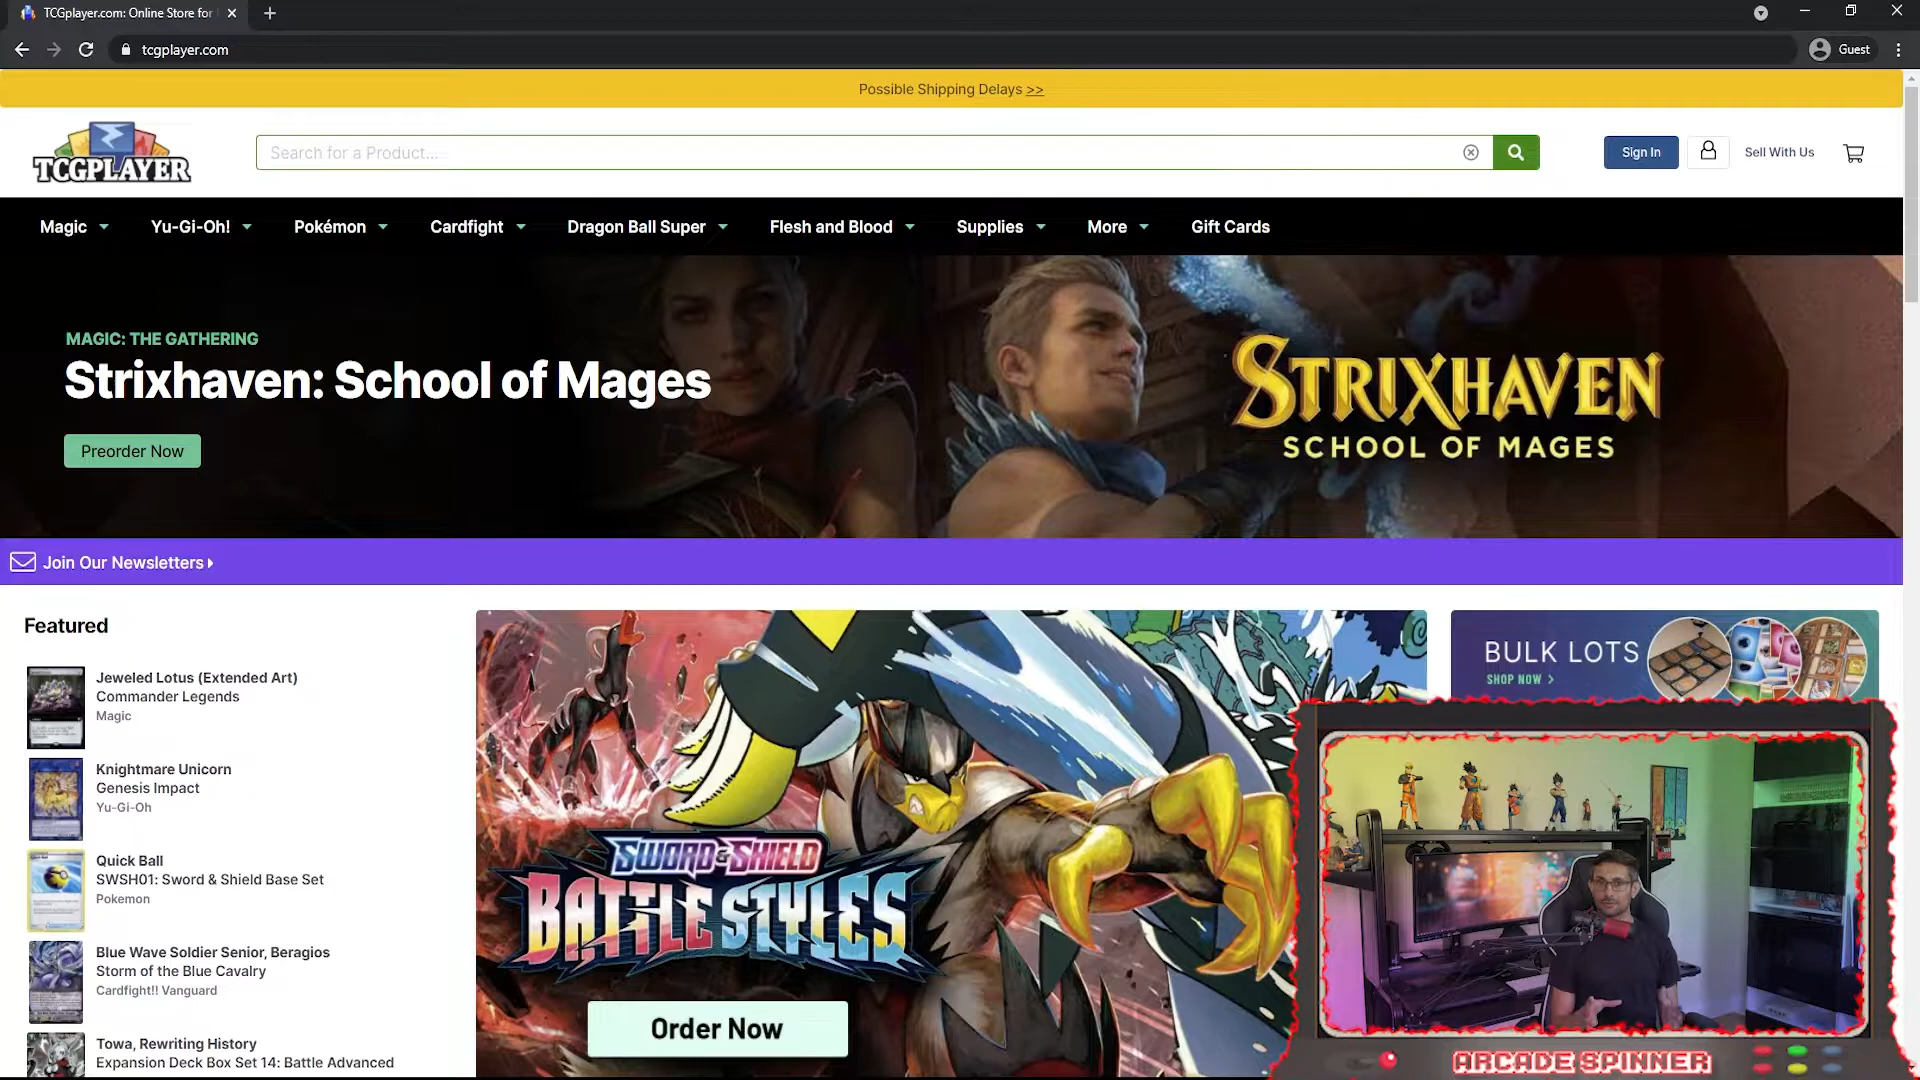 TCGplayer.com: Online Store for
tcgplayer.com
Guest
Possible Shipping Delays >>
TCGPLAYER
Search for a Product...
Sign In
Sell With Us
Magic
Yu-Gi-Oh!
Pokémon
Cardfight
Dragon Ball Super
Flesh and Blood
Supplies
More
Gift Cards
MAGIC: THE GATHERING
Strixhaven: School of Mages
Preorder Now
STRIXHAVEN
SCHOOL OF MAGES
Join Our Newsletters
Featured
Jeweled Lotus (Extended Art)
Commander Legends
Magic
Knightmare Unicorn
Genesis Impact
Yu-Gi-Oh
Quick Ball
SWSH01: Sword & Shield Base Set
Pokemon
Blue Wave Soldier Senior, Beragios
Storm of the Blue Cavalry
Cardfight!! Vanguard
Towa, Rewriting History
Expansion Deck Box Set 14: Battle Advanced
SWORD & SHIELD
BATTLE STYLES
Order Now
BULK LOTS
SHOP NOW >
ARCADE SPINNER